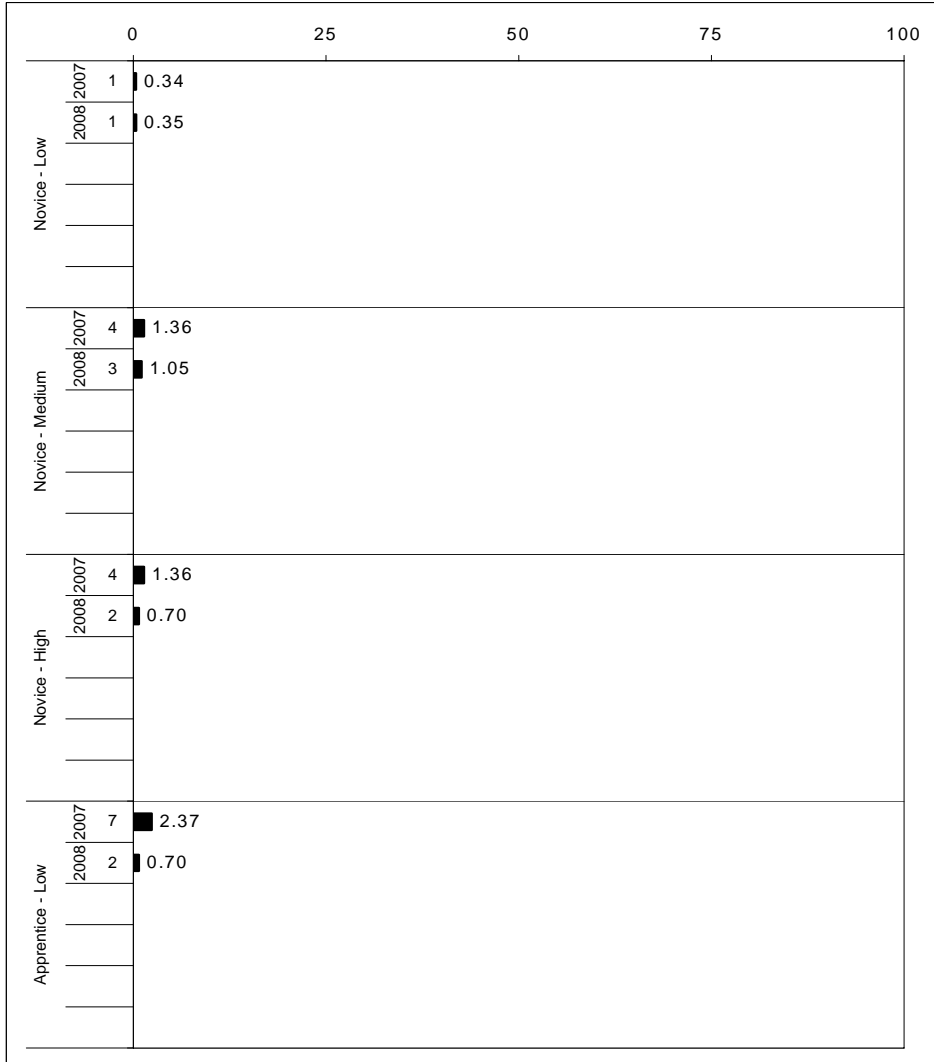 0 25 50 75 100
Novice - Low
2007 1 0.34
2008 1 0.35
Novice - Medium
2007 4 1.36
2008 3 1.05
Novice - High
2007 4 1.36
2008 2 0.70
Apprentice - Low
2007 7 2.37
2008 2 0.70